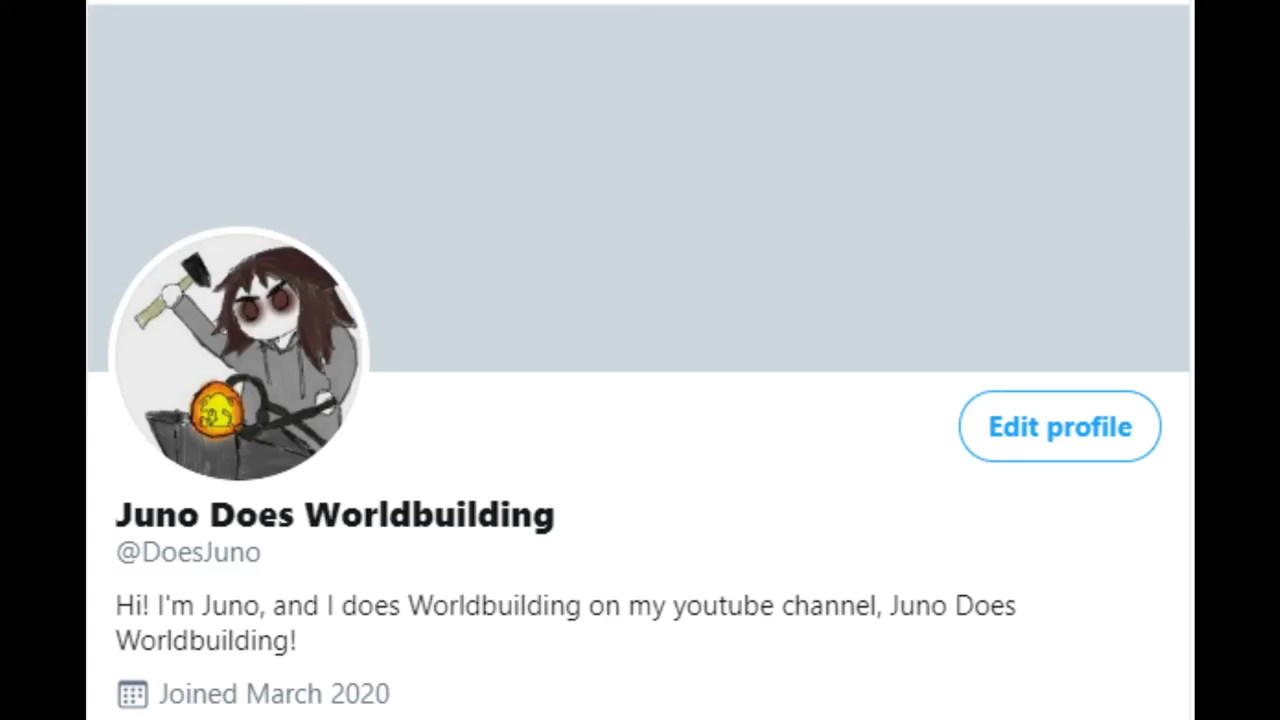 Edit profile
Juno Does Worldbuilding
@DoesJuno
Hi! I'm Juno, and I does Worldbuilding on my youtube channel, Juno Does
Worldbuilding!
Joined March 2020